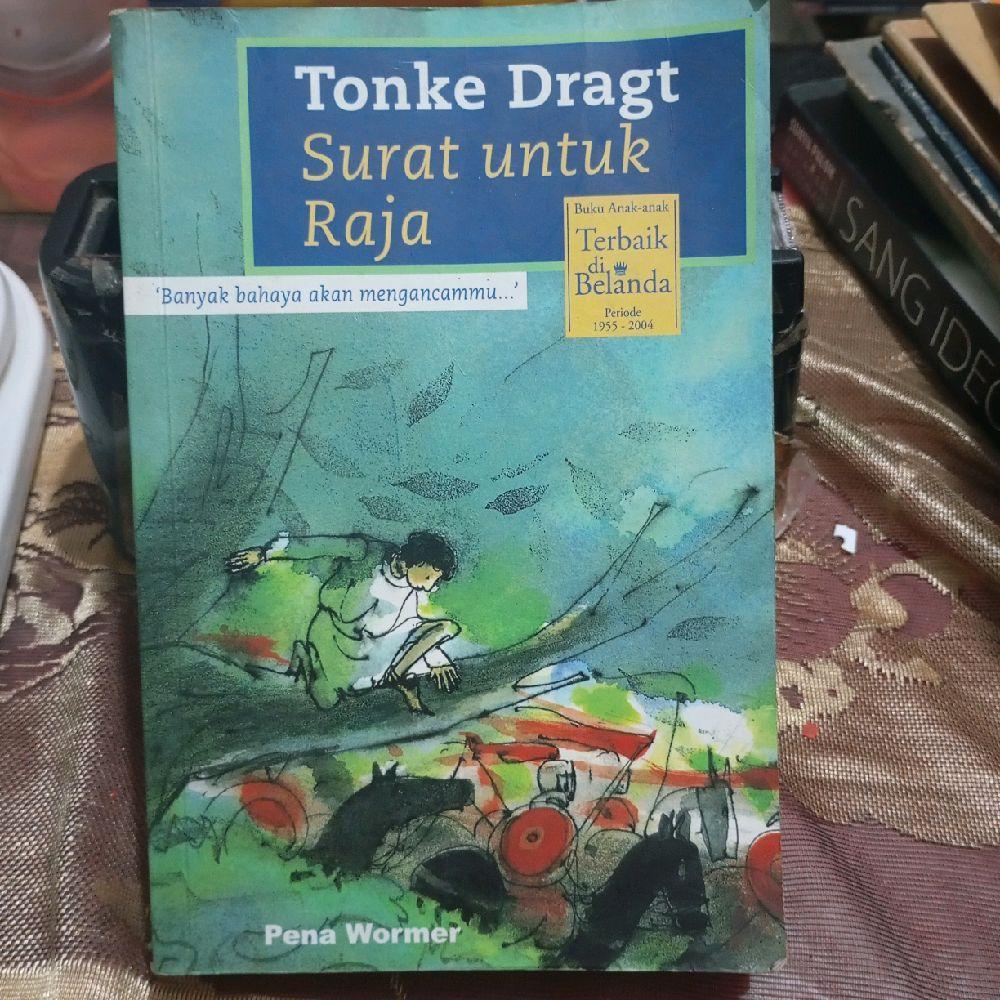 Tonke Dragt
Surat untuk
Raja
Buku Anak-anak
Terbaik
di
Belanda
Periode
1955 - 2004
'Banyak bahaya akan mengancammu...'
Pena Wormer
SANG IDEO